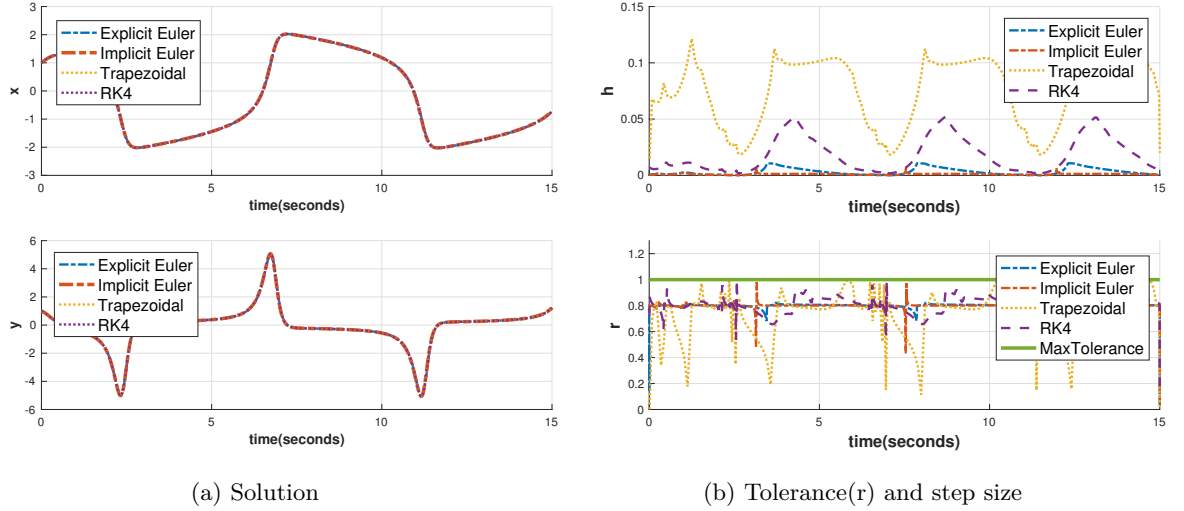 3
2
1
0
-1
-2
-3
x
Explicit Euler
Implicit Euler
Trapezoidal
RK4
0
5
10
15
time(seconds)
6
4
2
0
-2
-4
-6
y
Explicit Euler
Implicit Euler
Trapezoidal
RK4
0
5
10
15
time(seconds)
(a) Solution
0.15
0.1
0.05
0
h
Explicit Euler
Implicit Euler
Trapezoidal
RK4
0
5
10
15
time(seconds)
1.2
1
0.8
0.6
0.4
0.2
0
r
Explicit Euler
Implicit Euler
Trapezoidal
RK4
MaxTolerance
0
5
10
15
time(seconds)
(b) Tolerance(r) and step size